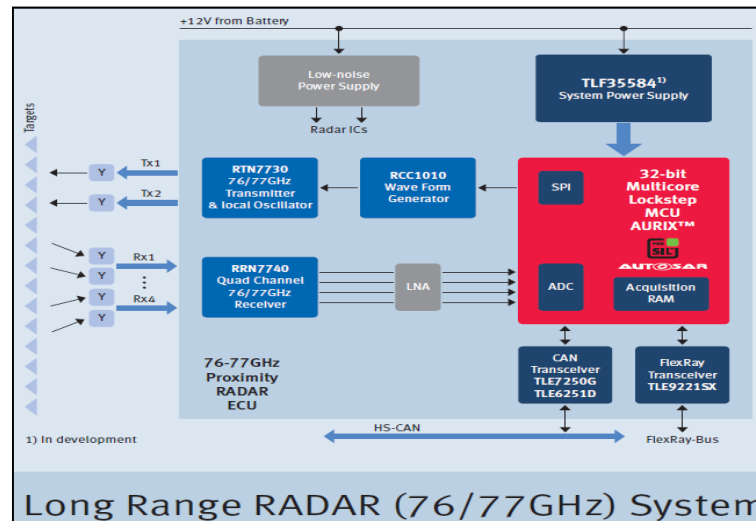 +12V from Battery
Low-noise
Power Supply
TLF35584¹⁾
System Power Supply
Radar ICs
Targets
Y
Tx1
Y
Tx2
RTN7730
76/77GHz
Transmitter
& local Oscillator
RCC1010
Wave Form
Generator
SPI
32-bit
Multicore
Lockstep
MCU
AURIX™
PRO
SIL
AUTOSAR
Y
Rx1
Y
⋮
Y
Rx4
Y
RRN7740
Quad Channel
76/77GHz
Receiver
LNA
ADC
Acquisition
RAM
76-77GHz
Proximity
RADAR
ECU
CAN
Transceiver
TLE7250G
TLE6251D
FlexRay
Transcelver
TLE9221SX
1) In development
HS-CAN
FlexRay-Bus
Long Range RADAR (76/77GHz) System